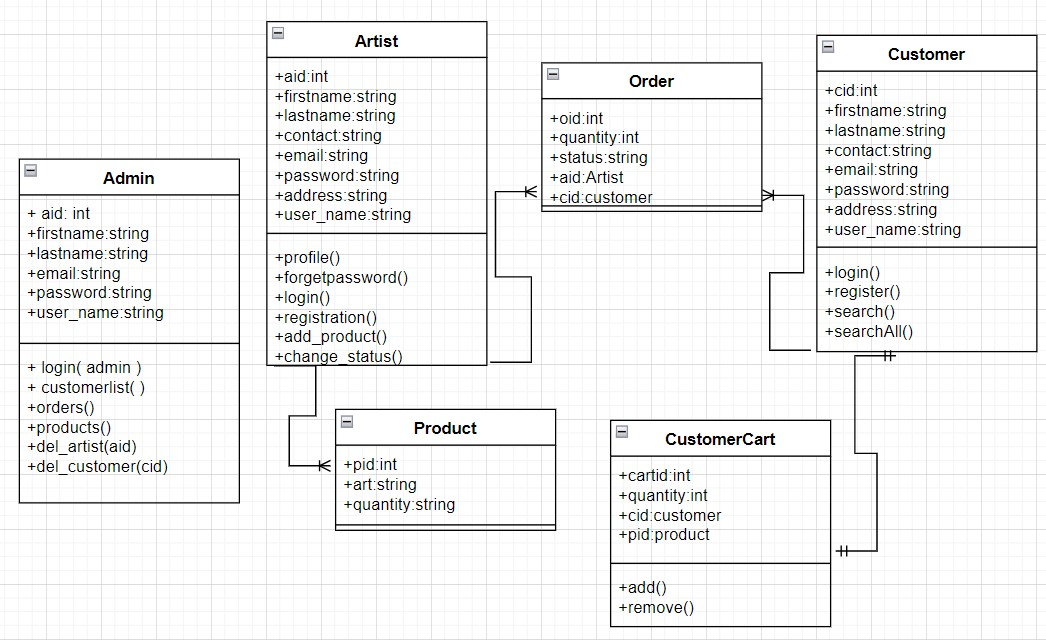 Artist
+aid:int
+firstname:string
+lastname:string
+contact:string
+email:string
+password:string
+address:string
+user_name:string
+profile()
+forgetpassword()
+login()
+registration()
+add_product()
+change_status()
Order
+oid:int
+quantity:int
+status:string
+aid:Artist
+cid:customer
Customer
+cid:int
+firstname:string
+lastname:string
+contact:string
+email:string
+password:string
+address:string
+user_name:string
+login()
+register()
+search()
+searchAll()
Admin
+ aid: int
+firstname:string
+lastname:string
+email:string
+password:string
+user_name:string
+ login( admin )
+ customerlist( )
+orders()
+products()
+del_artist(aid)
+del_customer(cid)
Product
+pid:int
+art:string
+quantity:string
CustomerCart
+cartid:int
+quantity:int
+cid:customer
+pid:product
+add()
+remove()